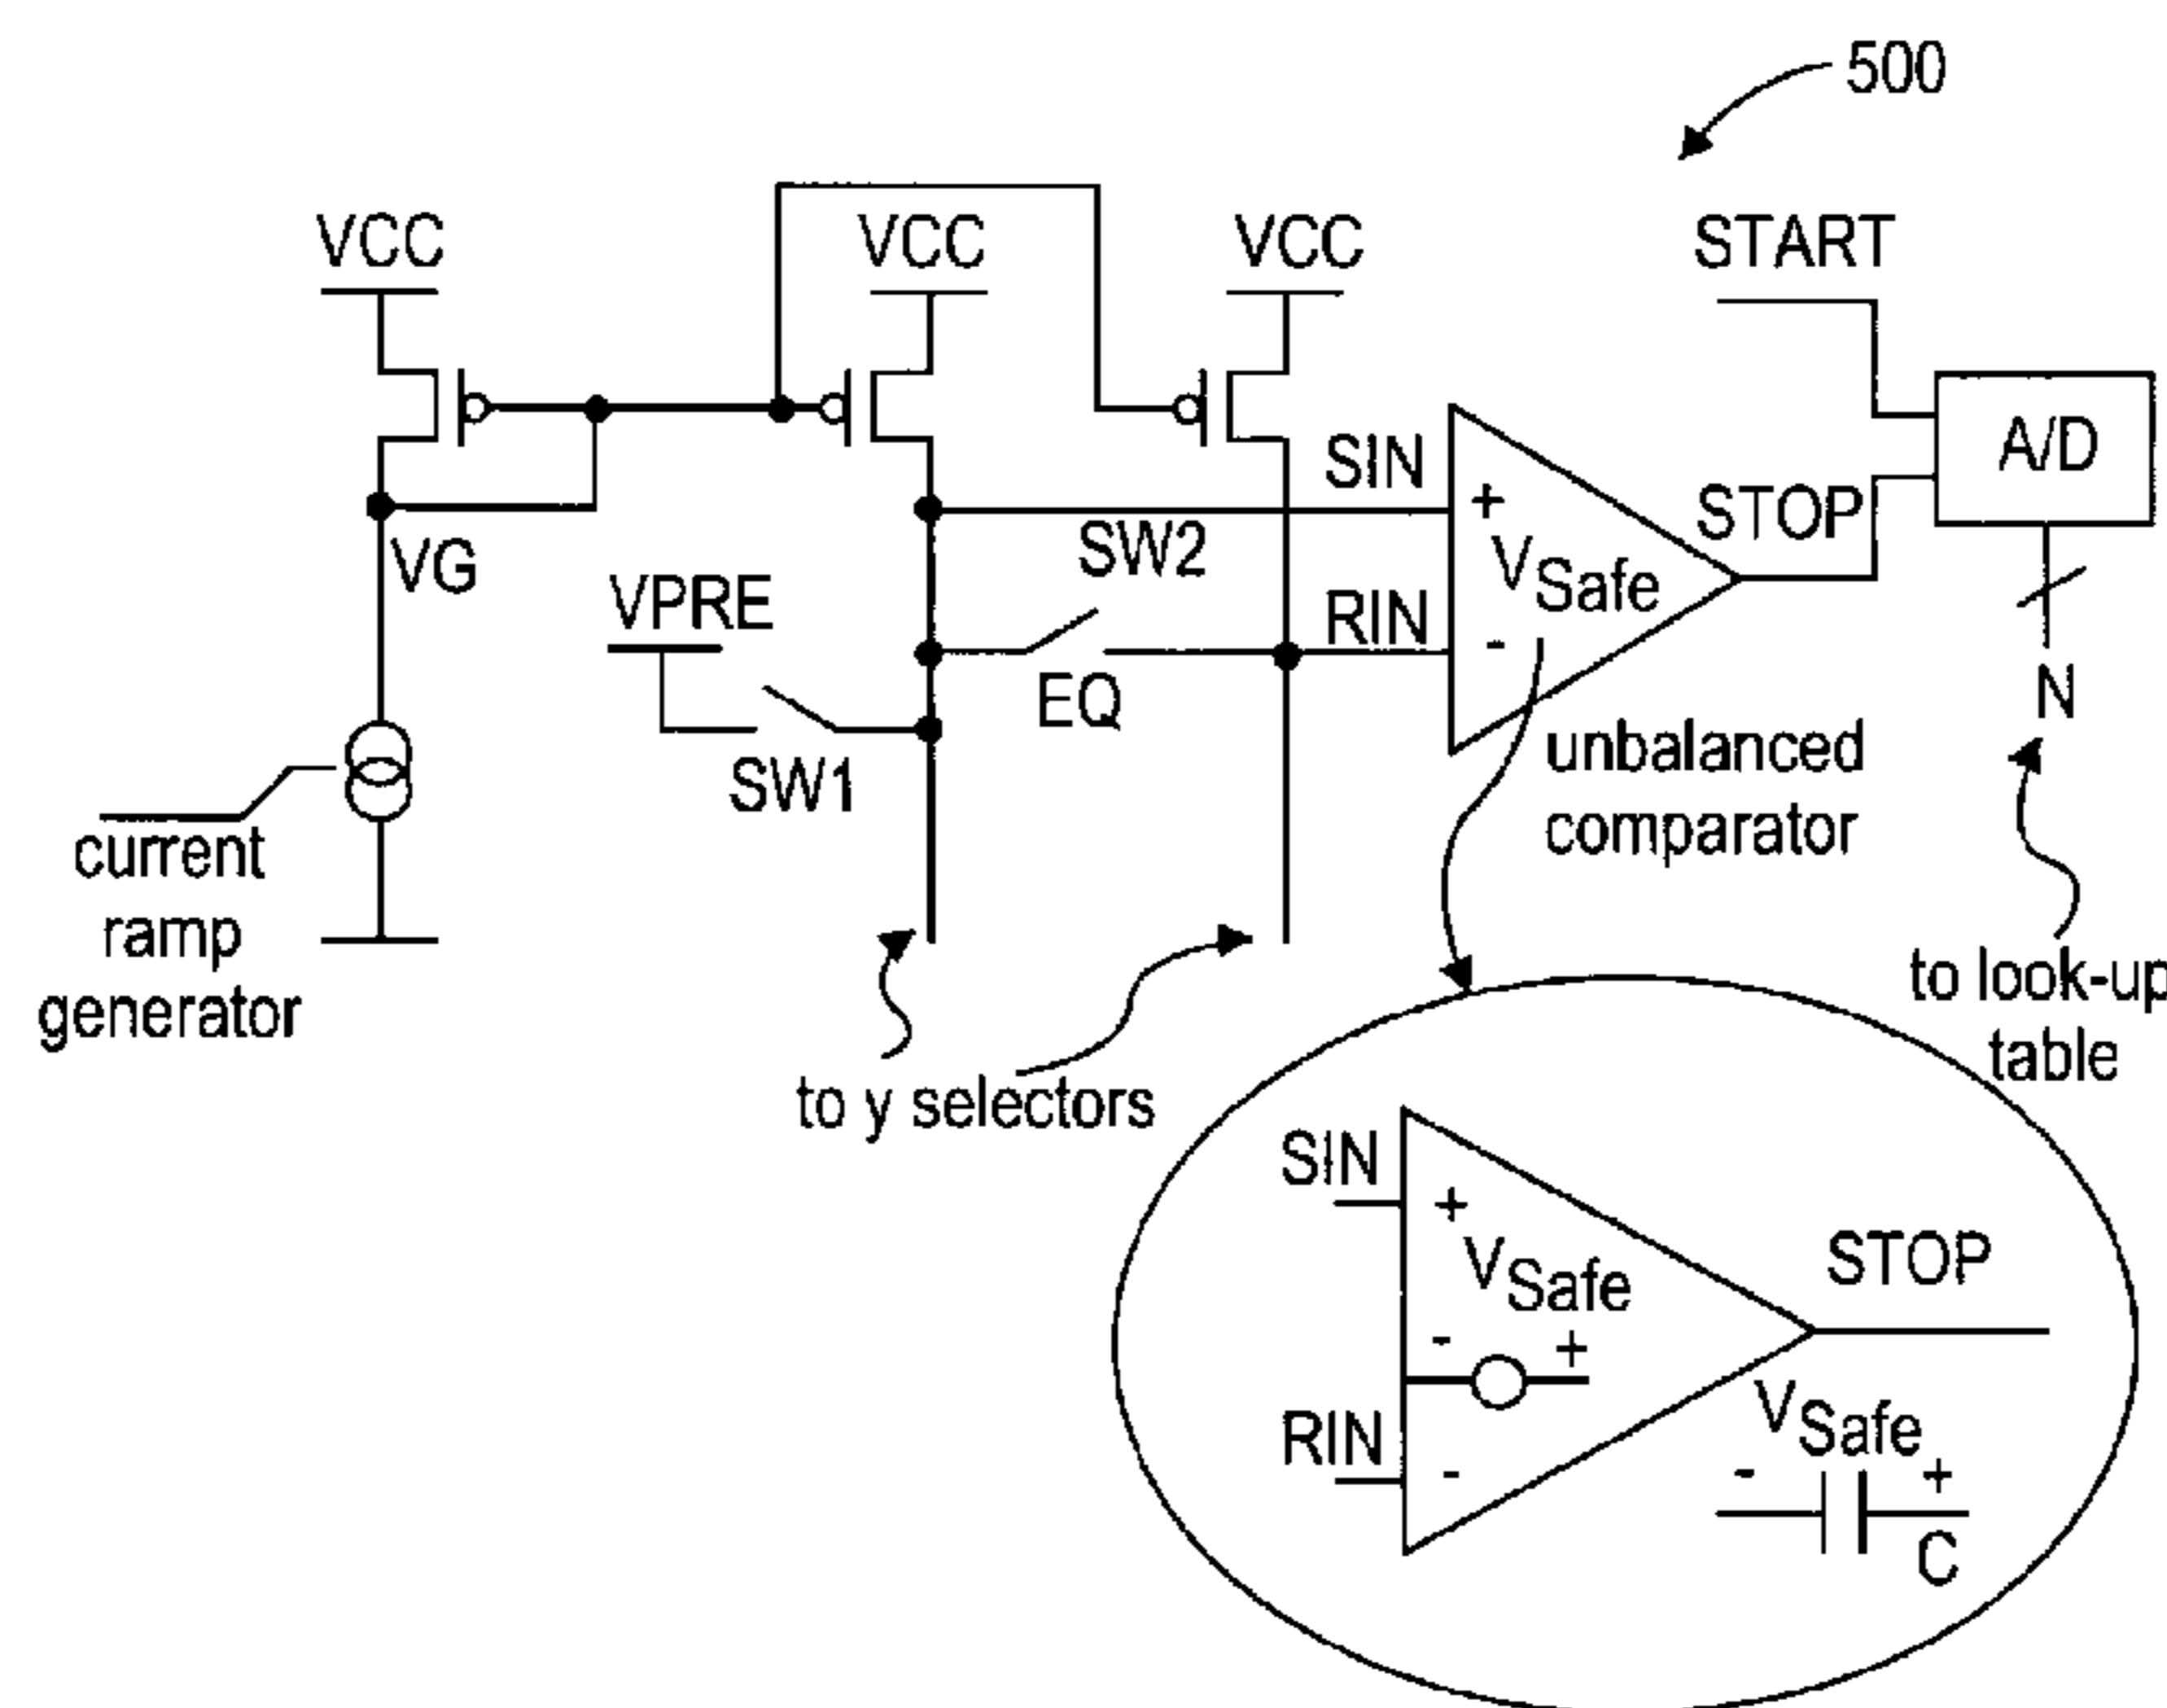 500
VCC
VCC
VCC
START
A/D
SIN
+
STOP
SW2
VSafe
VG
VPRE
RIN
-
EQ
N
SW1
unbalanced
comparator
current
ramp
generator
to look-up
table
to y selectors
SIN
+
STOP
VSafe
- +
VSafe
RIN
-
- +
C